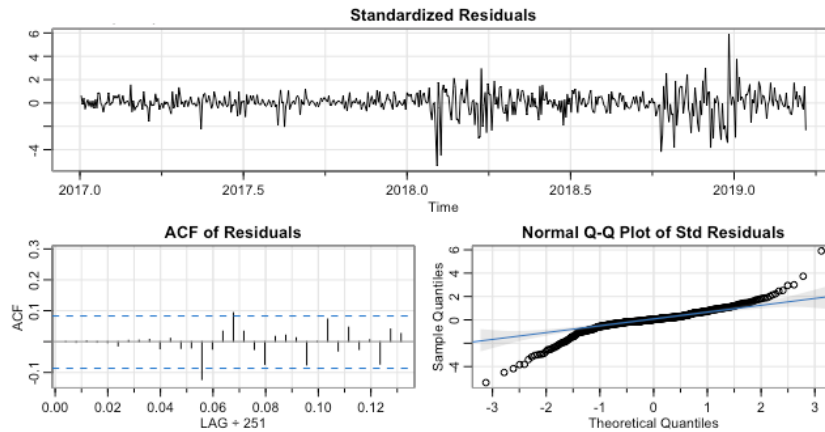 Standardized Residuals
-4 0 2 4 6
2017.0 2017.5 2018.0 2018.5 2019.0
Time
ACF of Residuals
ACF
-0.1 0.1 0.2 0.3
0.00 0.02 0.04 0.06 0.08 0.10 0.12
LAG ÷ 251
Normal Q-Q Plot of Std Residuals
Sample Quantiles
-4 0 2 4 6
-3 -2 -1 0 1 2 3
Theoretical Quantiles